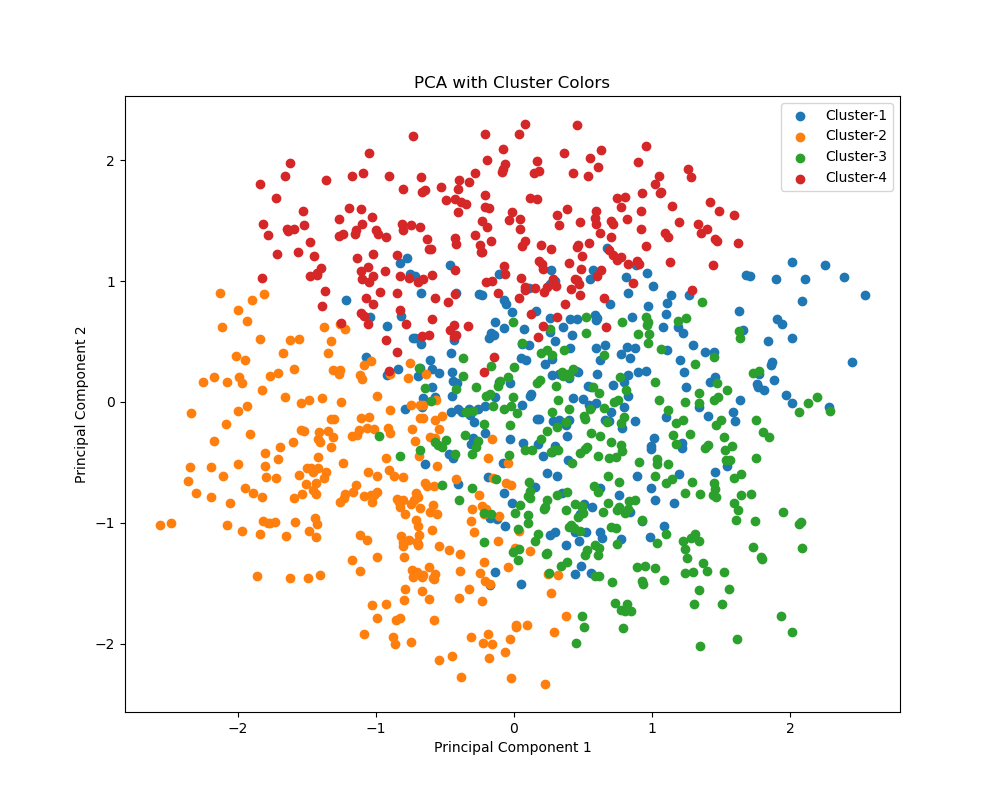 PCA with Cluster Colors
Cluster-1
Cluster-2
Cluster-3
Cluster-4
Principal Component 2
2
1
0
−1
−2
−2
−1
0
1
2
Principal Component 1